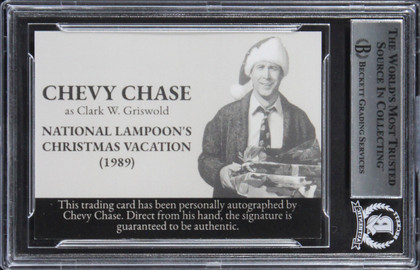 CHEVY CHASE
as Clark W. Griswold
NATIONAL LAMPOON'S
CHRISTMAS VACATION
(1989)
This trading card has been personally autographed by
Chevy Chase. Direct from his hand, the signature is
guaranteed to be authentic.
THE WORLD'S MOST TRUSTED
SOURCE IN COLLECTING
BECKETT GRADING SERVICES
BECKETT